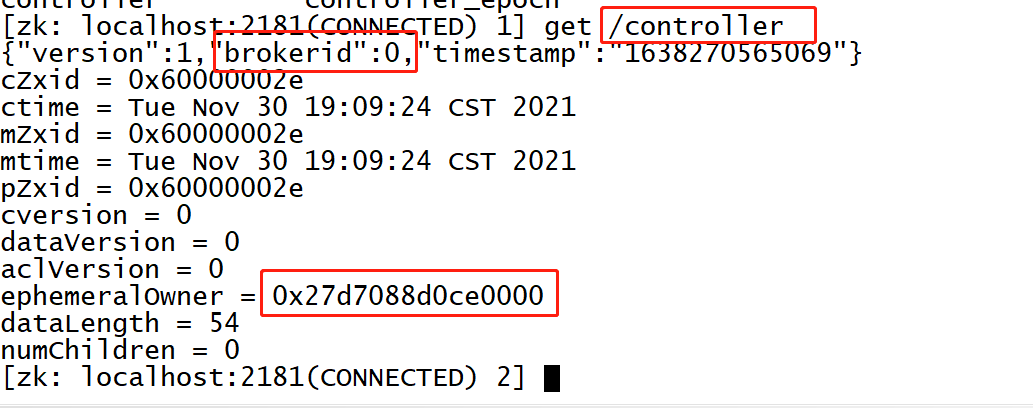 controller controller_epoch
[zk: localhost:2181(CONNECTED) 1] get /controller
{"version":1,"brokerid":0,"timestamp":"1638270565069"}
cZxid = 0x60000002e
ctime = Tue Nov 30 19:09:24 CST 2021
mZxid = 0x60000002e
mtime = Tue Nov 30 19:09:24 CST 2021
pZxid = 0x60000002e
cversion = 0
dataVersion = 0
aclVersion = 0
ephemeralOwner = 0x27d7088d0ce0000
dataLength = 54
numChildren = 0
[zk: localhost:2181(CONNECTED) 2]